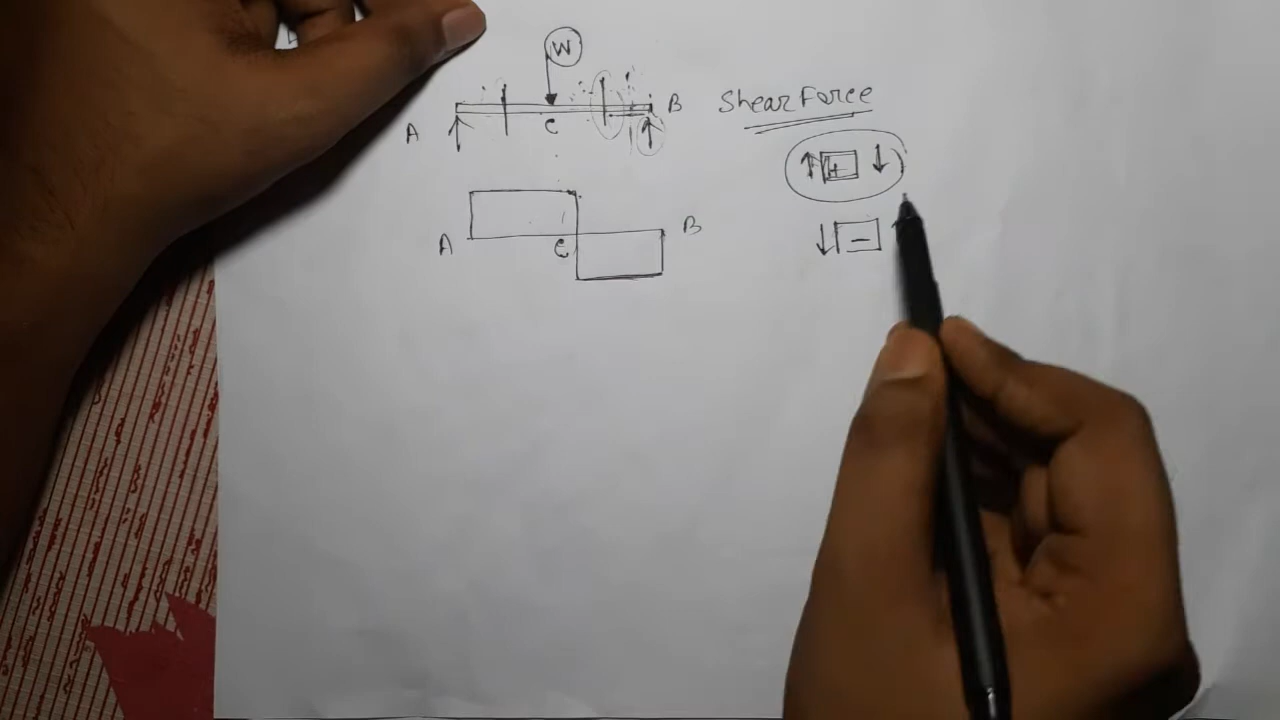 W
A C B
Shear Force
+
A C B
−